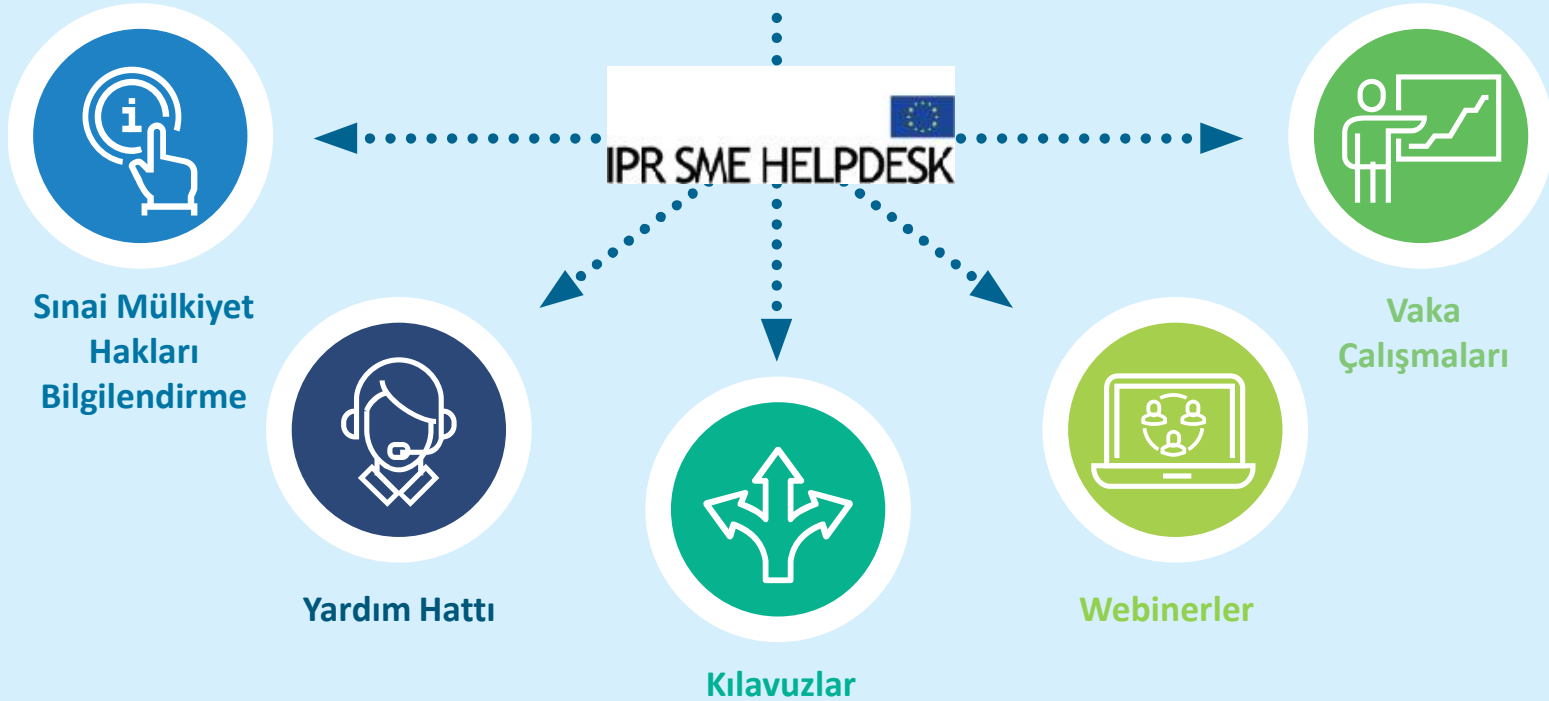 i
IPR SME HELPDESK
Sınai Mülkiyet
Hakları
Bilgilendirme
Vaka
Çalışmaları
Yardım Hattı
Webinerler
Kılavuzlar